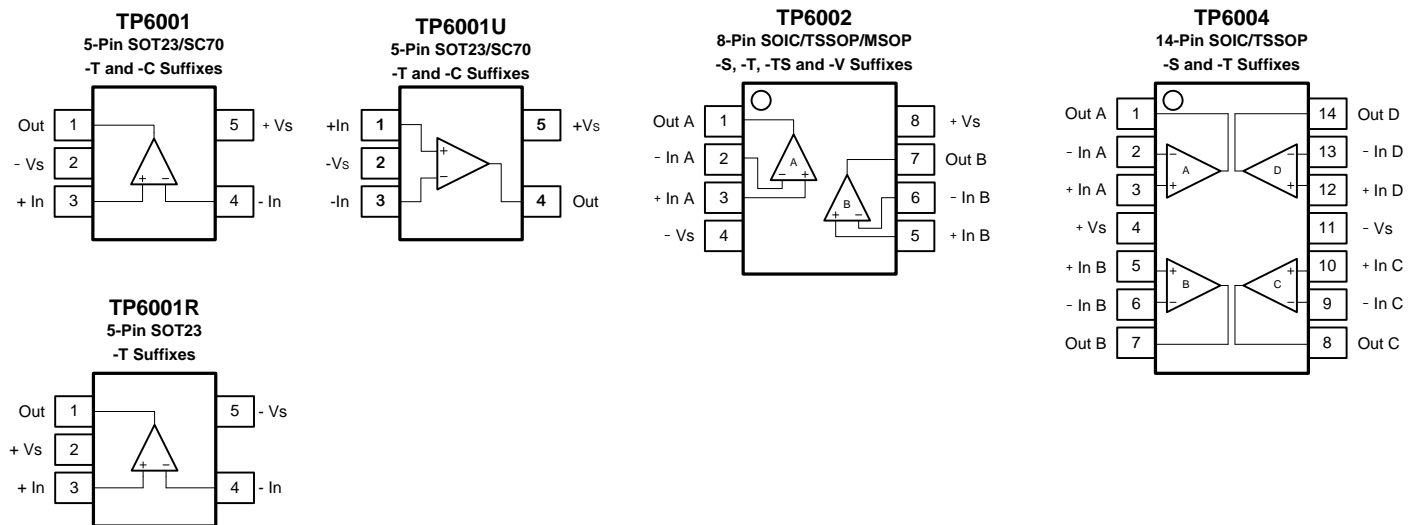 TP6001
5-Pin SOT23/SC70
-T and -C Suffixes
Out 1 5 + Vs
- Vs 2
+ In 3 4 - In
+ -
TP6001U
5-Pin SOT23/SC70
-T and -C Suffixes
+In 1 5 +Vs
-Vs 2
-In 3 4 Out
+
-
TP6002
8-Pin SOIC/TSSOP/MSOP
-S, -T, -TS and -V Suffixes
Out A 1 8 + Vs
- In A 2 A 7 Out B
- +
+ In A 3 B 6 - In B
+ -
- Vs 4 5 + In B
TP6004
14-Pin SOIC/TSSOP
-S and -T Suffixes
Out A 1 14 Out D
- In A 2 - - 13 - In D
A D
+ In A 3 + + 12 + In D
+ Vs 4 11 - Vs
+ In B 5 + + 10 + In C
B C
- In B 6 - - 9 - In C
Out B 7 8 Out C
TP6001R
5-Pin SOT23
-T Suffixes
Out 1 5 - Vs
+ Vs 2
+ In 3 4 - In
+ -